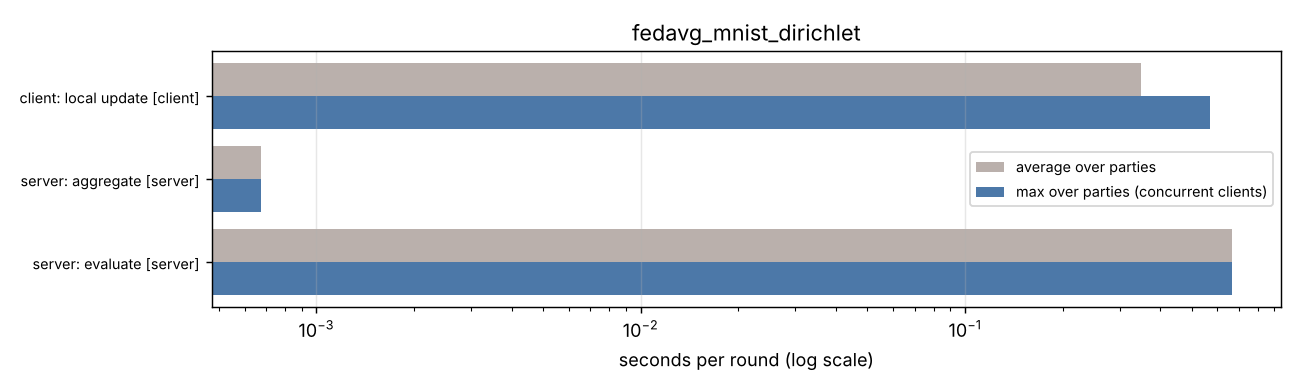 fedavg_mnist_dirichlet
client: local update [client]
server: aggregate [server]
server: evaluate [server]
average over parties
max over parties (concurrent clients)
10⁻³
10⁻²
10⁻¹
seconds per round (log scale)